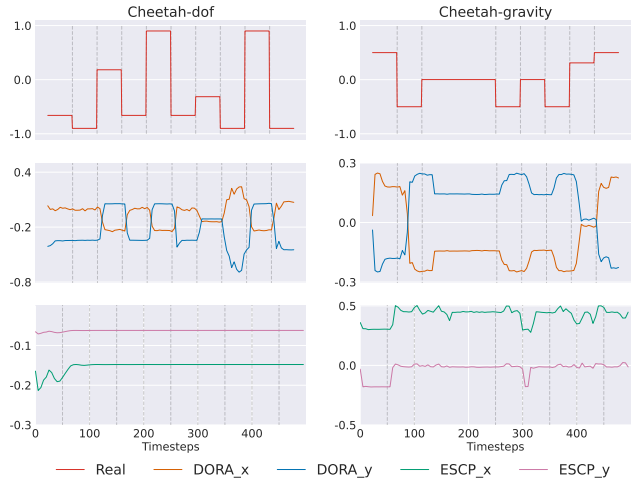 Cheetah-dof Cheetah-gravity
1.0 1.0
0.0 0.0
-1.0 -1.0
0.4 0.3
-0.2 0.0
-0.8 -0.3
0.5
-0.1
-0.2 0.0
-0.3 -0.5
0 100 200 300 400 0 100 200 300 400
Timesteps Timesteps
Real DORA_x DORA_y ESCP_x ESCP_y